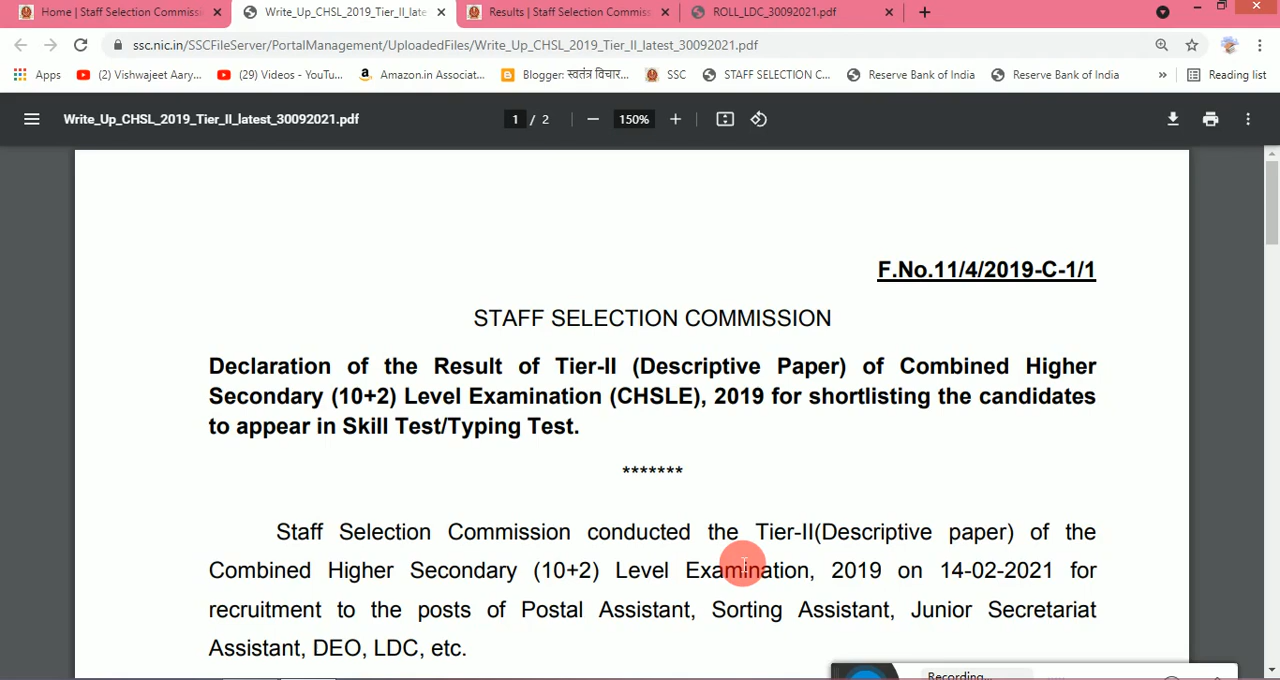 Home | Staff Selection Commissi
Write_Up_CHSL_2019_Tier_II_late
Results | Staff Selection Commiss
ROLL_LDC_30092021.pdf
ssc.nic.in/SSCFileServer/PortalManagement/UploadedFiles/Write_Up_CHSL_2019_Tier_II_latest_30092021.pdf
Apps (2) Vishwajeet Aary... (29) Videos - YouTu... Amazon.in Associat... Blogger: स्वतंत्र विचार... SSC STAFF SELECTION C... Reserve Bank of India Reserve Bank of India » Reading list
Write_Up_CHSL_2019_Tier_II_latest_30092021.pdf 1 / 2 150%
F.No.11/4/2019-C-1/1
STAFF SELECTION COMMISSION
Declaration of the Result of Tier-II (Descriptive Paper) of Combined Higher
Secondary (10+2) Level Examination (CHSLE), 2019 for shortlisting the candidates
to appear in Skill Test/Typing Test.
*******
Staff Selection Commission conducted the Tier-II(Descriptive paper) of the
Combined Higher Secondary (10+2) Level Examination, 2019 on 14-02-2021 for
recruitment to the posts of Postal Assistant, Sorting Assistant, Junior Secretariat
Assistant, DEO, LDC, etc.
Recording...